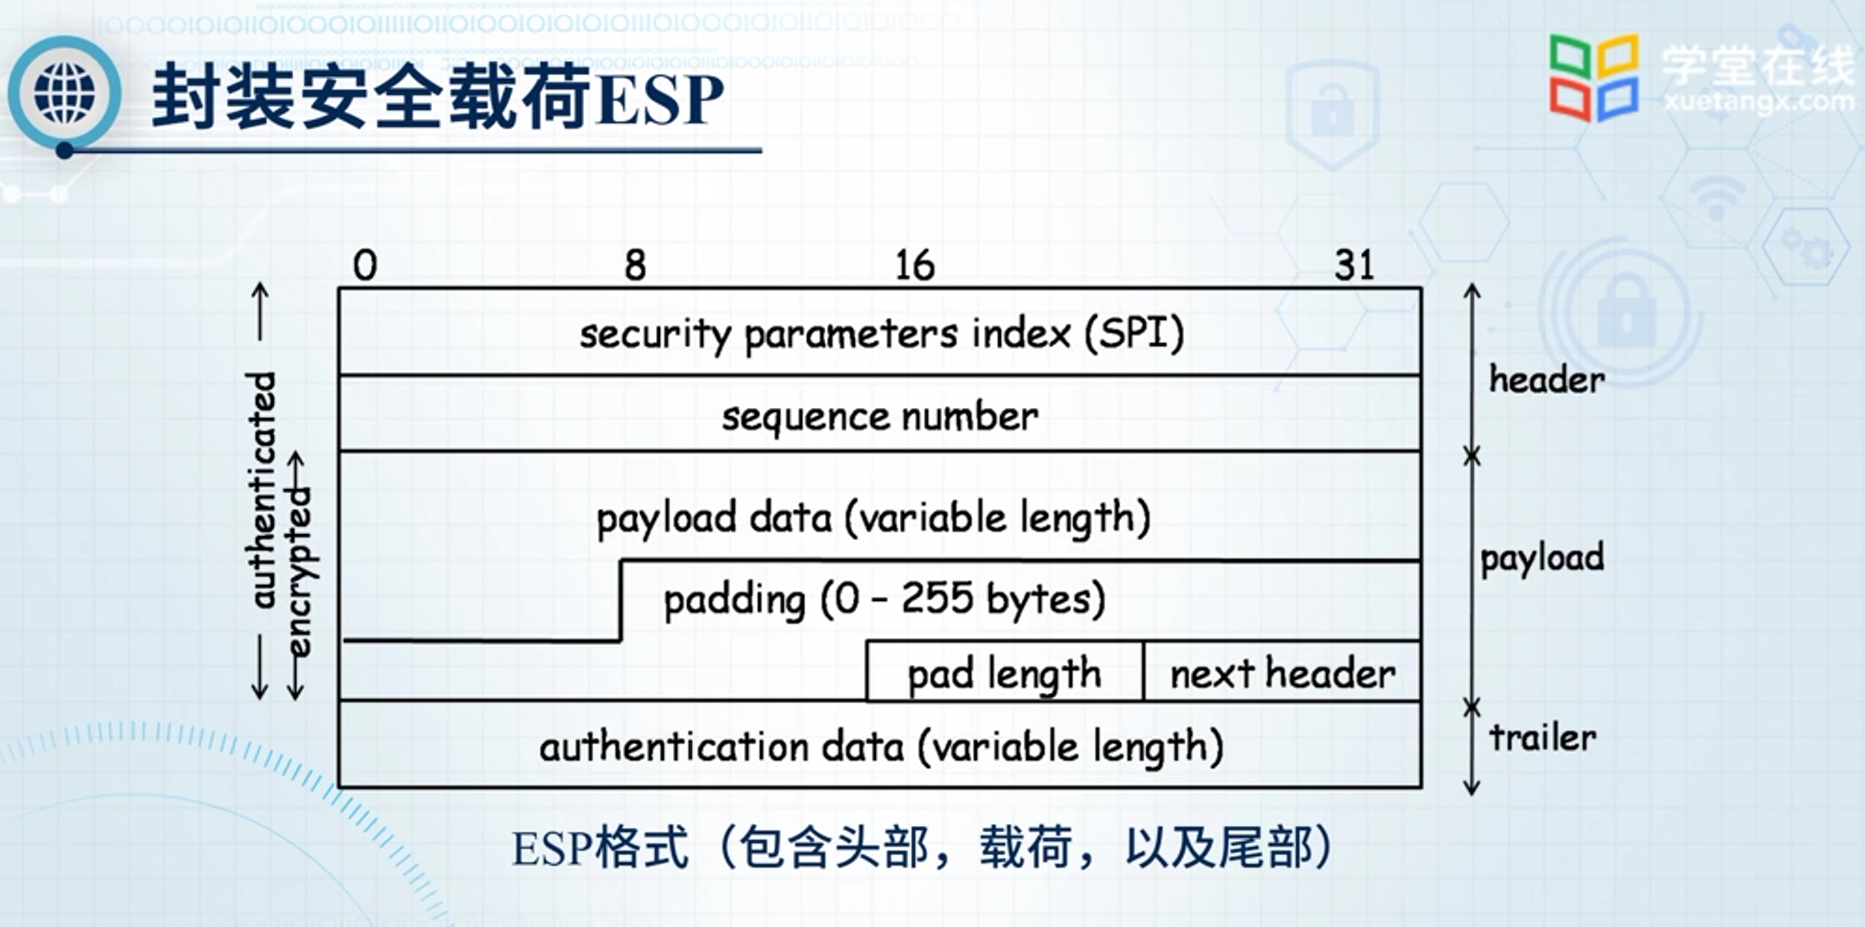 封装安全载荷ESP
学堂在线
xuetangx.com
0 8 16 31
security parameters index (SPI)
header
sequence number
authenticated
encrypted
payload data (variable length)
payload
padding (0 – 255 bytes)
pad length next header
authentication data (variable length)
trailer
ESP格式（包含头部，载荷，以及尾部）